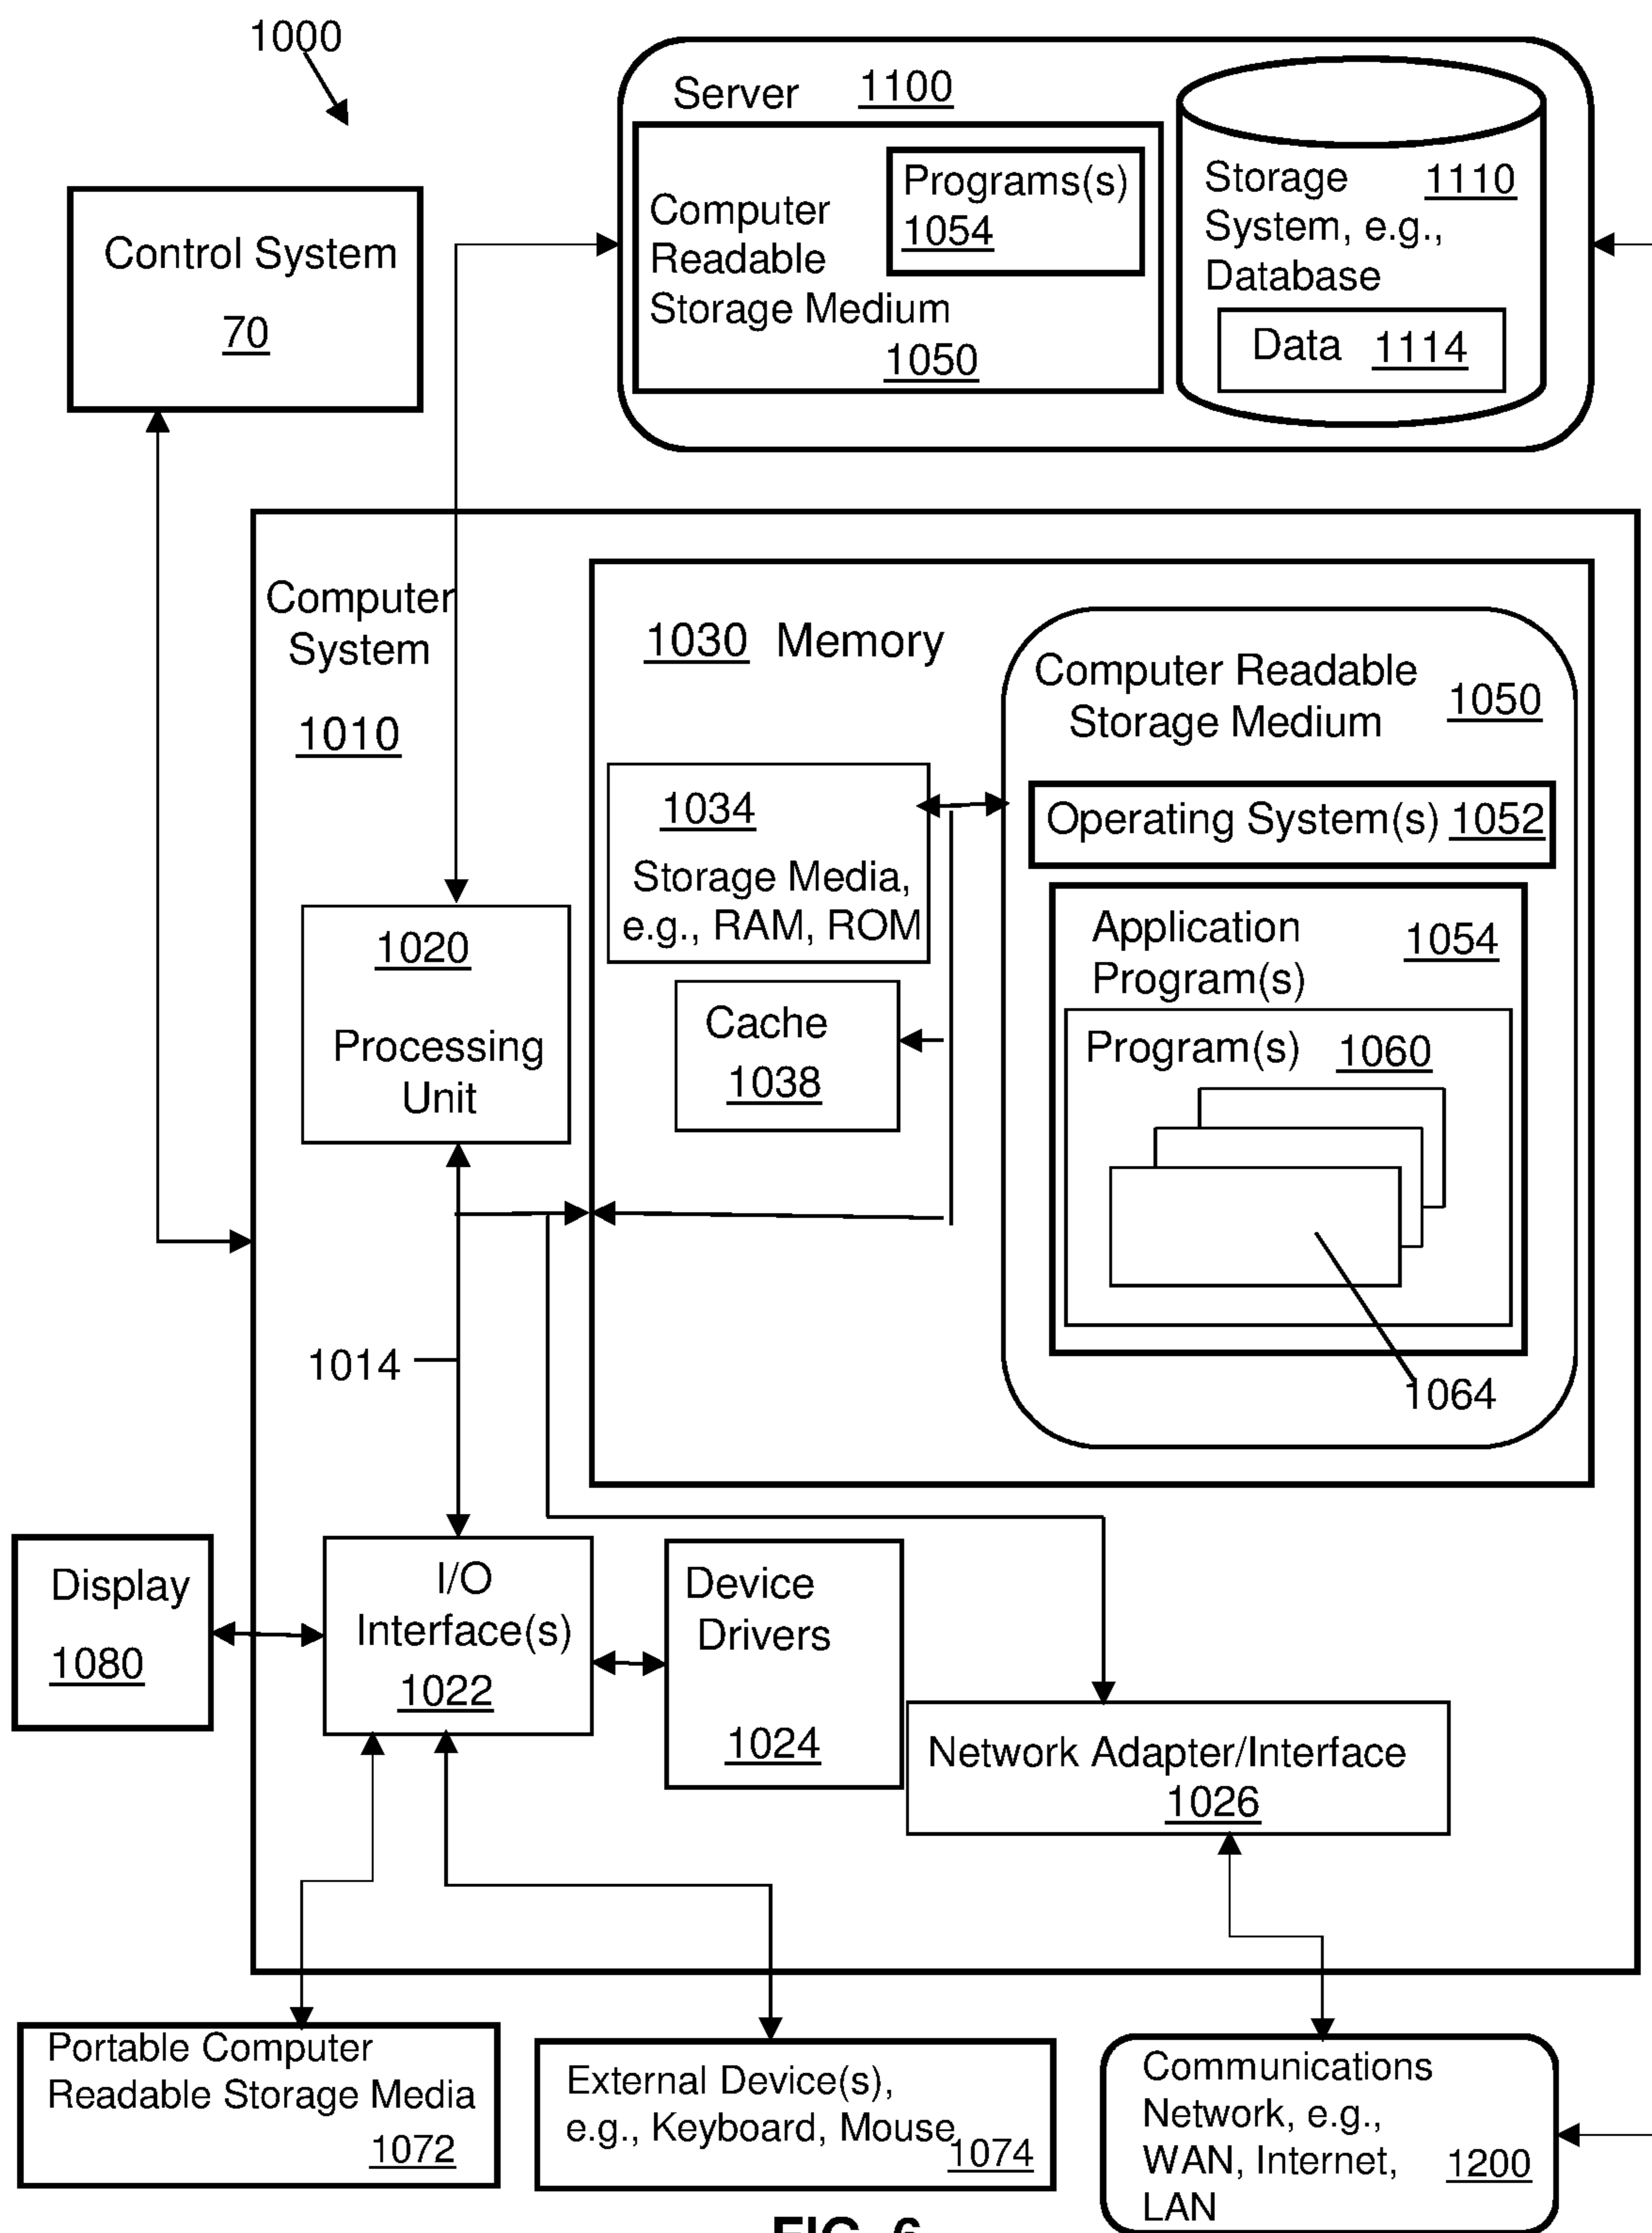 1000
Server 1100
Programs(s)
1054
Computer
Readable
Storage Medium
1050
Storage 1110
System, e.g.,
Database
Data 1114
Control System
70
Computer
System
1010
1030 Memory
Computer Readable
Storage Medium
1050
1034
Storage Media,
e.g., RAM, ROM
Operating System(s) 1052
1020
Processing
Unit
Application
Program(s)
1054
Cache
1038
Program(s) 1060
1014
1064
Display
1080
I/O
Interface(s)
1022
Device
Drivers
1024
Network Adapter/Interface
1026
Portable Computer
Readable Storage Media
1072
External Device(s),
e.g., Keyboard, Mouse
1074
Communications
Network, e.g.,
WAN, Internet,
LAN
1200
FIG. 6